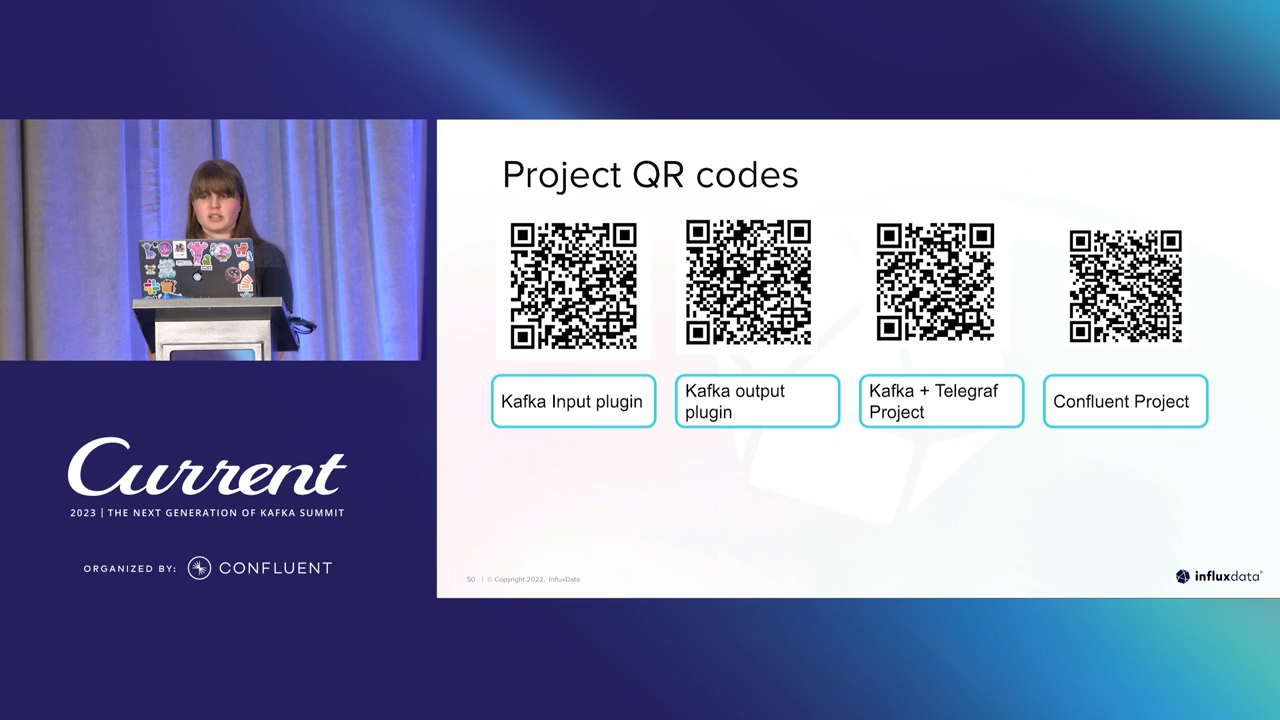 Project QR codes
Kafka Input plugin
Kafka output
plugin
Kafka + Telegraf
Project
Confluent Project
Current
2023 | THE NEXT GENERATION OF KAFKA SUMMIT
ORGANIZED BY: CONFLUENT
50 | © Copyright 2022, InfluxData
influxdata®